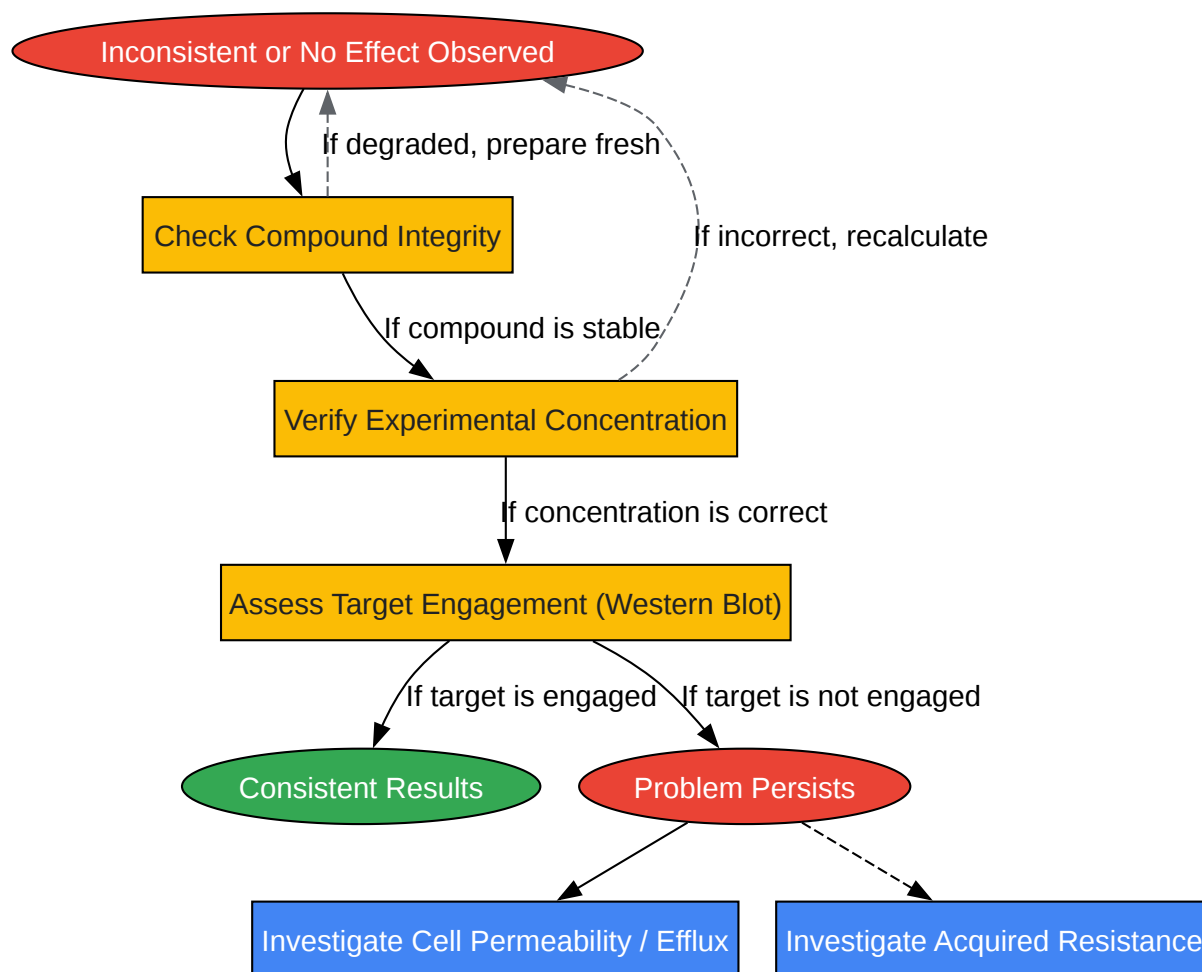 Inconsistent or No Effect Observed
If degraded, prepare fresh
Check Compound Integrity
If incorrect, recalculate
If compound is stable
Verify Experimental Concentration
If concentration is correct
Assess Target Engagement (Western Blot)
If target is engaged
If target is not engaged
Consistent Results
Problem Persists
Investigate Cell Permeability / Efflux
Investigate Acquired Resistance